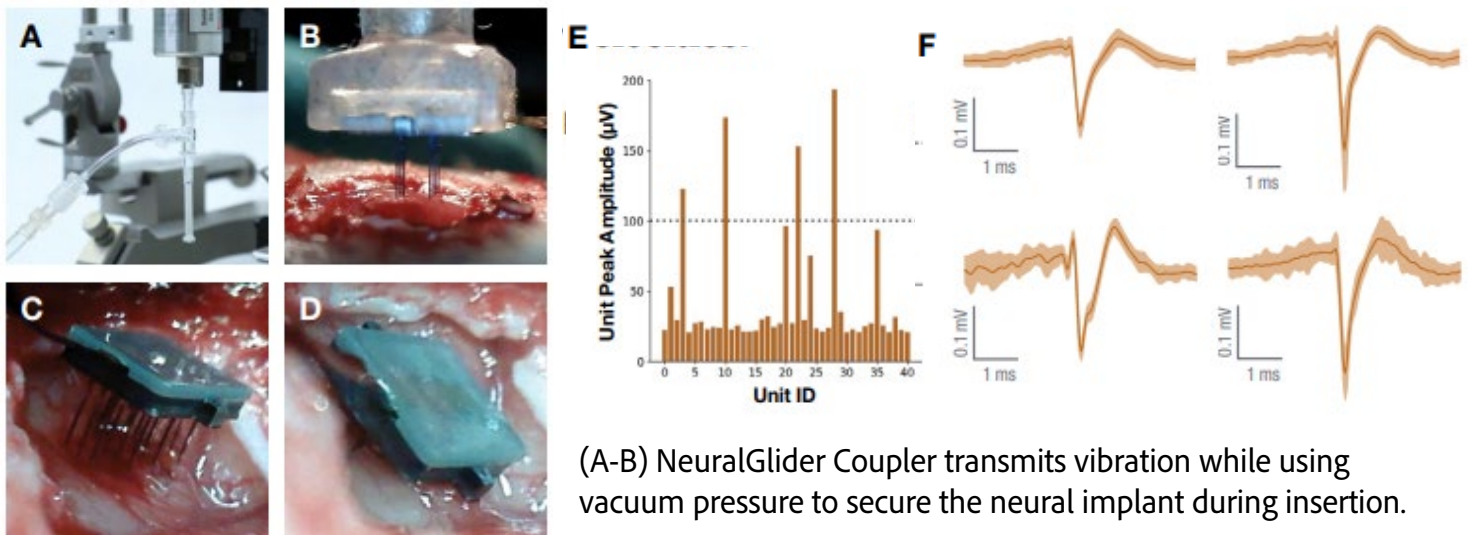 A
B
C
D
E
Unit Peak Amplitude (µV)
200
150
100
50
0
0 5 10 15 20 25 30 35 40
Unit ID
F
0.1 mV
1 ms
0.1 mV
1 ms
0.1 mV
1 ms
0.1 mV
1 ms
(A-B) NeuralGlider Coupler transmits vibration while using
vacuum pressure to secure the neural implant during insertion.